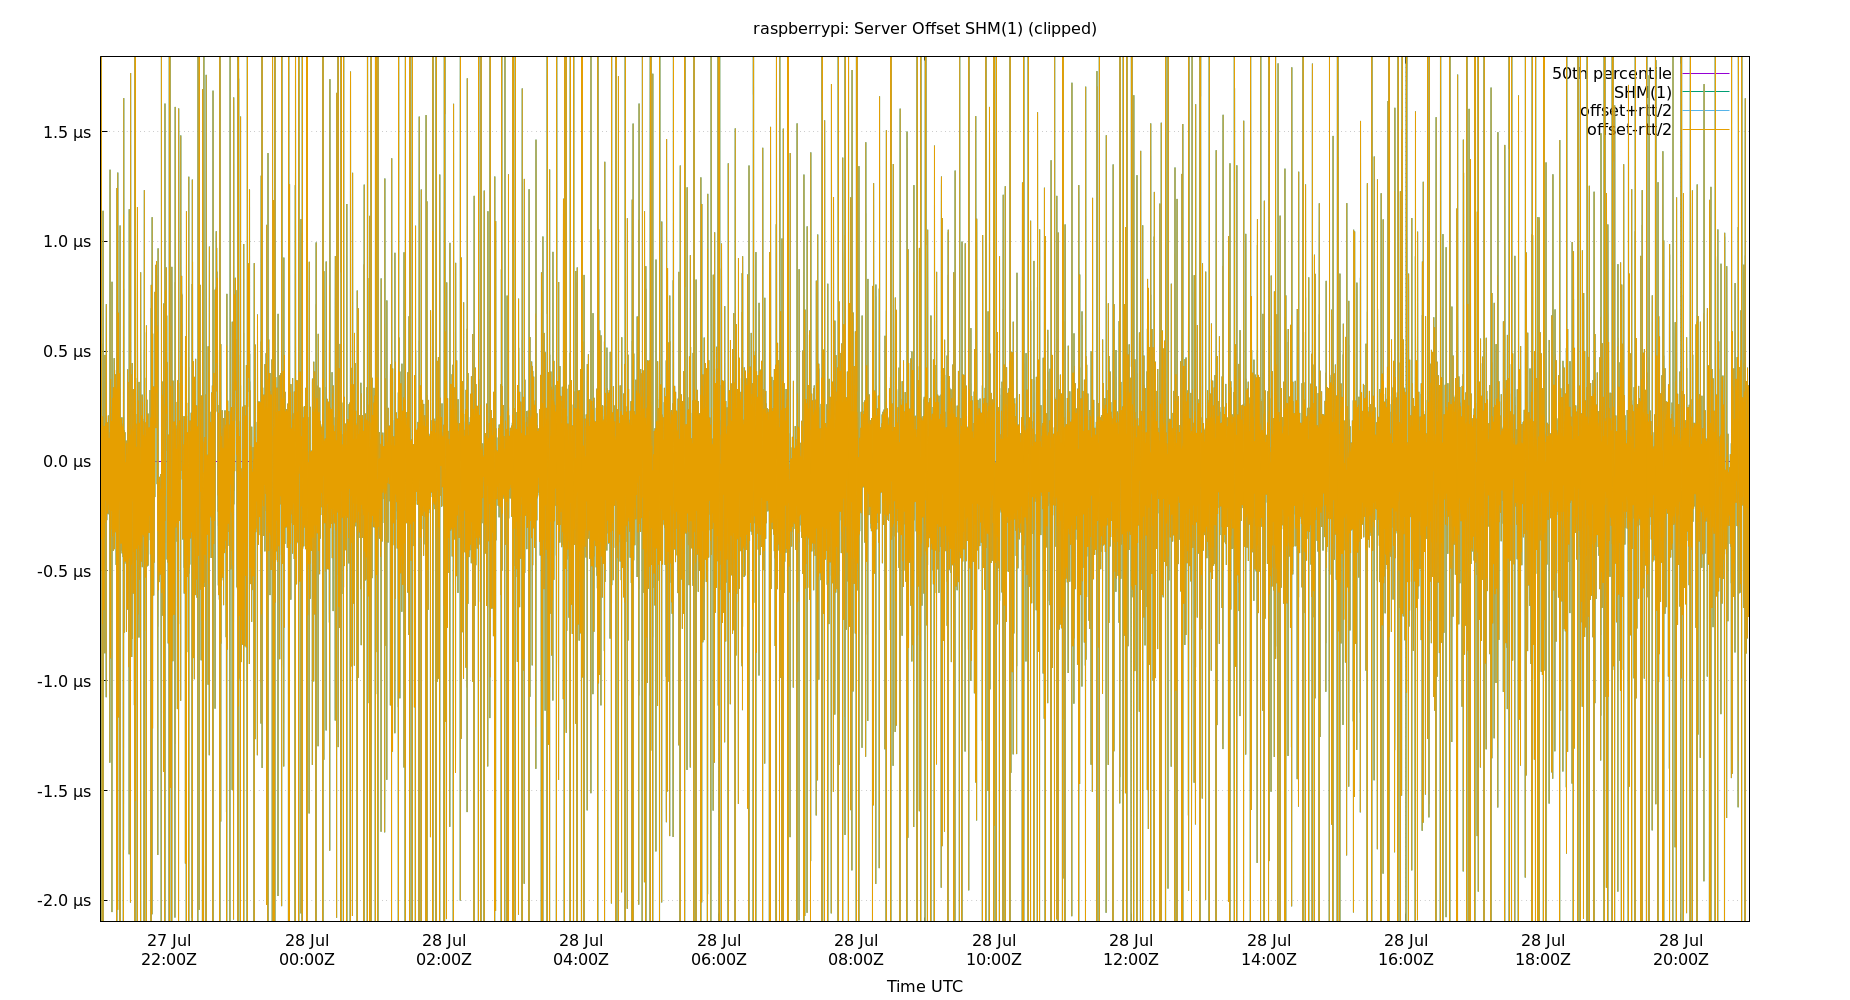 raspberrypi: Server Offset SHM(1) (clipped)
50th percentile
SHM(1)
offset+rtt/2
offset-rtt/2
1.5 µs
1.0 µs
0.5 µs
0.0 µs
-0.5 µs
-1.0 µs
-1.5 µs
-2.0 µs
27 Jul 28 Jul 28 Jul 28 Jul 28 Jul 28 Jul 28 Jul 28 Jul 28 Jul 28 Jul 28 Jul 28 Jul
22:00Z 00:00Z 02:00Z 04:00Z 06:00Z 08:00Z 10:00Z 12:00Z 14:00Z 16:00Z 18:00Z 20:00Z
Time UTC